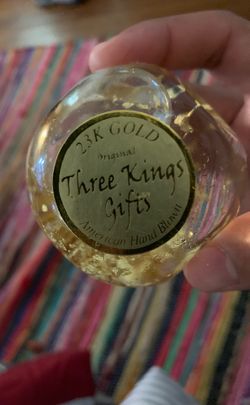 23K GOLD
Original
Three Kings
Gifts
American Hand Blown